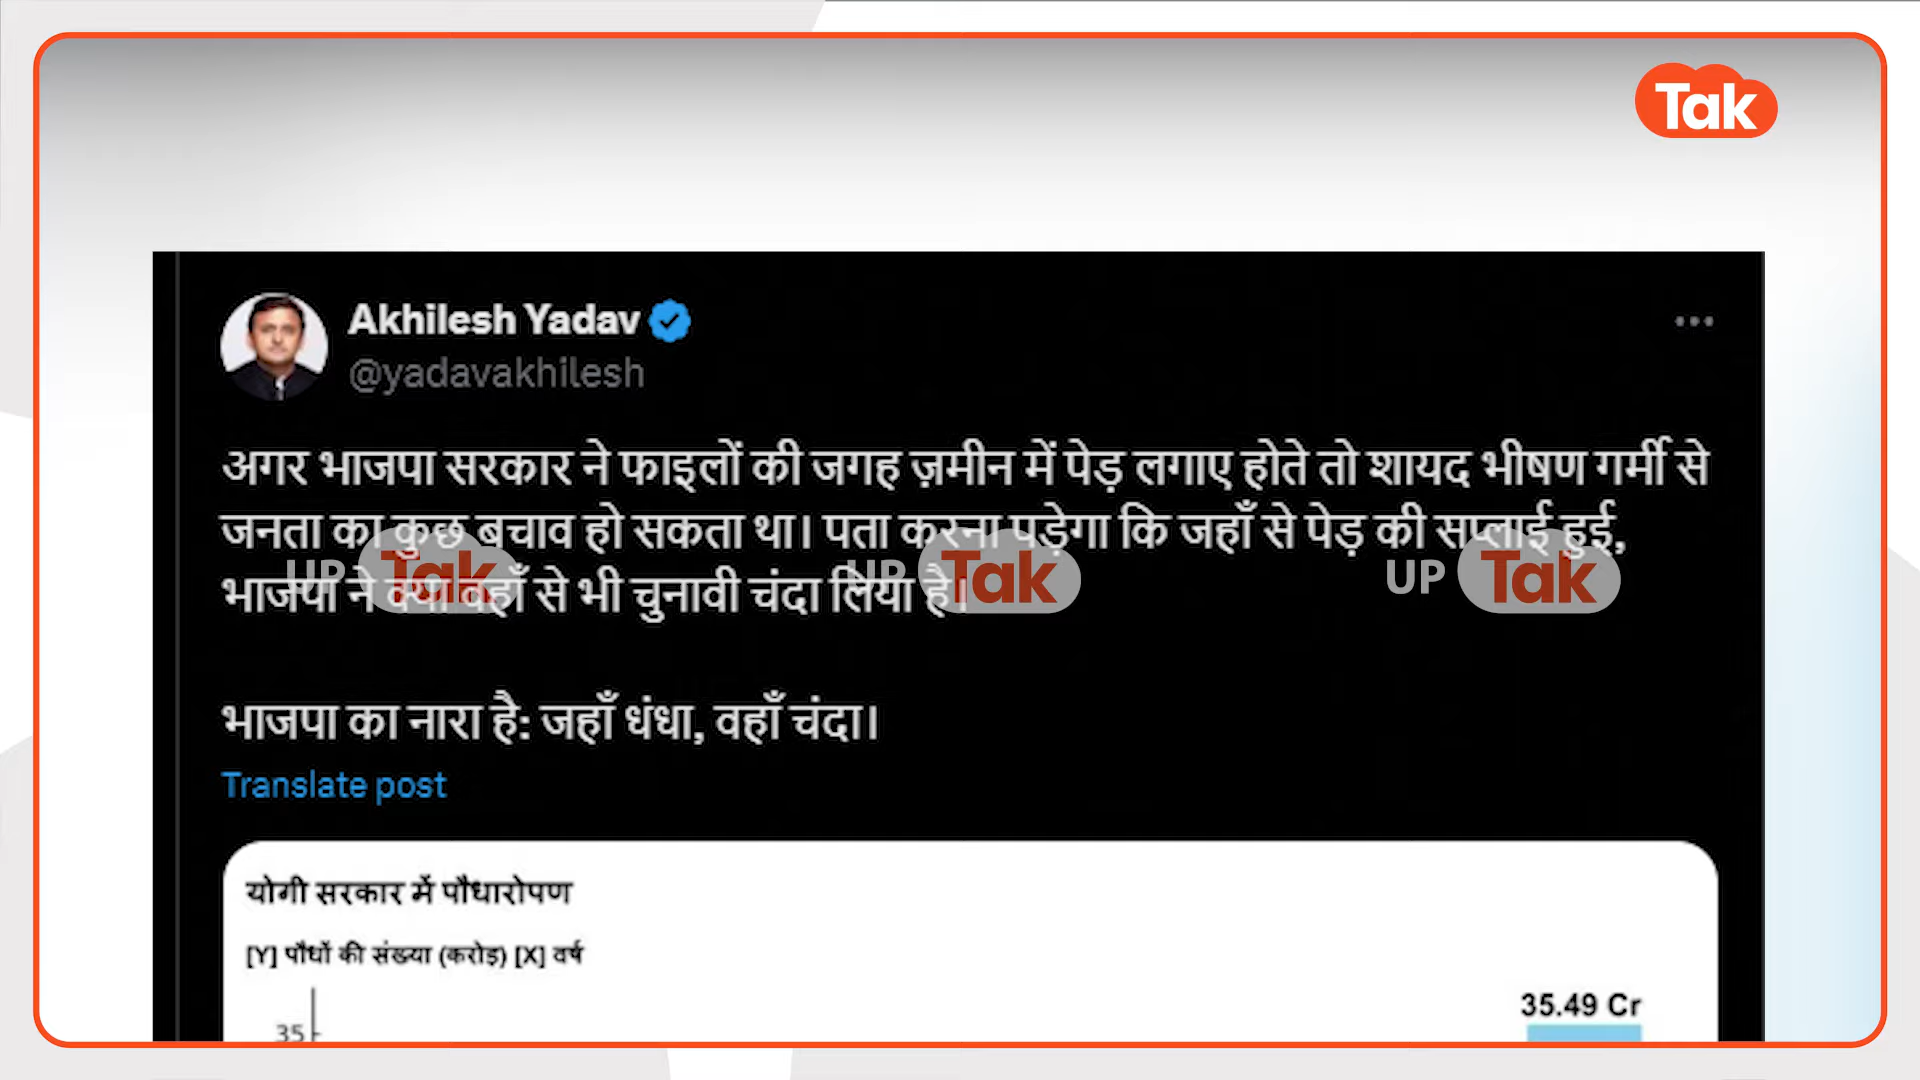 Tak
Akhilesh Yadav
@yadavakhilesh
अगर भाजपा सरकार ने फाइलों की जगह ज़मीन में पेड़ लगाए होते तो शायद भीषण गर्मी से
जनता का कुछ बचाव हो सकता था। पता करना पड़ेगा कि जहाँ से पेड़ की सप्लाई हुई,
भाजपा ने क्या वहाँ से भी चुनावी चंदा लिया है।
UP Tak UP Tak UP Tak
भाजपा का नारा है: जहाँ धंधा, वहाँ चंदा।
Translate post
योगी सरकार में पौधारोपण
[Y] पौधों की संख्या (करोड़) [X] वर्ष
35.49 Cr
35